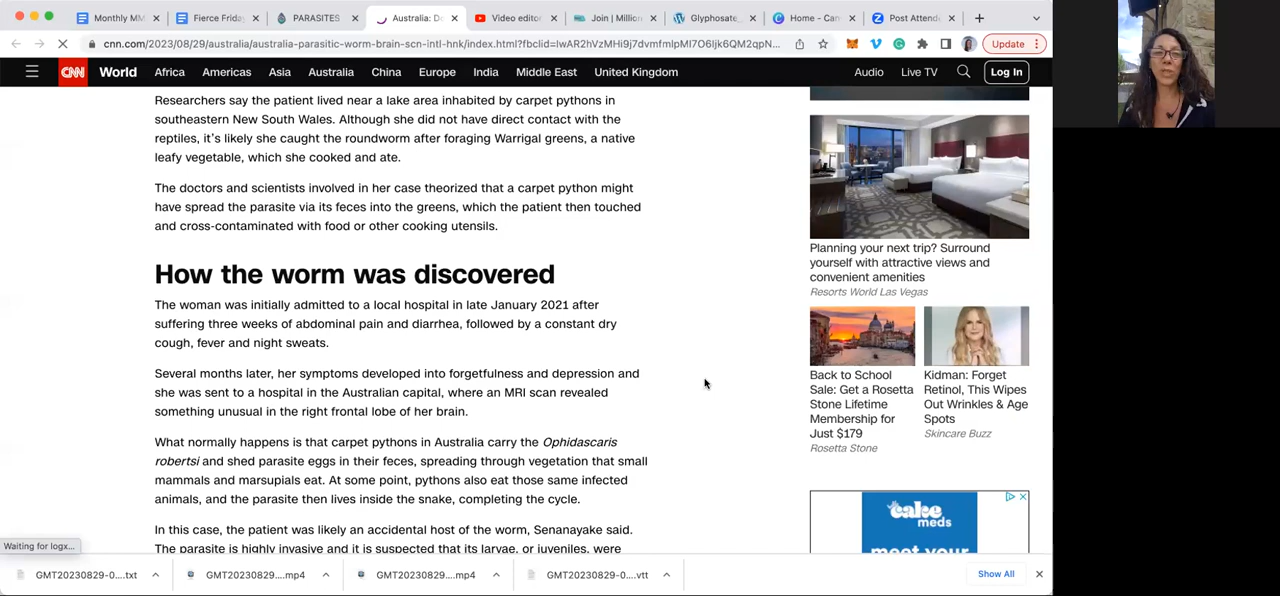 Monthly MM
Fierce Frida
PARASITES
Australia: D
Video editor
Join | Million
Glyphosate_
Home - Can
Post Attend
cnn.com/2023/08/29/australia/australia-parasitic-worm-brain-scn-intl-hnk/index.html?fbclid=IwAR2hVzMHi9j7dvmfmlpMI7O6Ijk6QM2qpN...
Update
CNN World Africa Americas Asia Australia China Europe India Middle East United Kingdom Audio Live TV Log In
Researchers say the patient lived near a lake area inhabited by carpet pythons in
southeastern New South Wales. Although she did not have direct contact with the
reptiles, it's likely she caught the roundworm after foraging Warrigal greens, a native
leafy vegetable, which she cooked and ate.
The doctors and scientists involved in her case theorized that a carpet python might
have spread the parasite via its feces into the greens, which the patient then touched
and cross-contaminated with food or other cooking utensils.
How the worm was discovered
The woman was initially admitted to a local hospital in late January 2021 after
suffering three weeks of abdominal pain and diarrhea, followed by a constant dry
cough, fever and night sweats.
Several months later, her symptoms developed into forgetfulness and depression and
she was sent to a hospital in the Australian capital, where an MRI scan revealed
something unusual in the right frontal lobe of her brain.
What normally happens is that carpet pythons in Australia carry the Ophidascaris
robertsi and shed parasite eggs in their feces, spreading through vegetation that small
mammals and marsupials eat. At some point, pythons also eat those same infected
animals, and the parasite then lives inside the snake, completing the cycle.
In this case, the patient was likely an accidental host of the worm, Senanayake said.
The parasite is highly invasive and it is suspected that its larvae, or juveniles, were
Planning your next trip? Surround
yourself with attractive views and
convenient amenities
Resorts World Las Vegas
Back to School
Sale: Get a Rosetta
Stone Lifetime
Membership for
Just $179
Rosetta Stone
Kidman: Forget
Retinol, This Wipes
Out Wrinkles & Age
Spots
Skincare Buzz
cake
meds
meet your
Waiting for logx...
GMT20230829-0....txt
GMT20230829....mp4
GMT20230829....mp4
GMT20230829-0....vtt
Show All